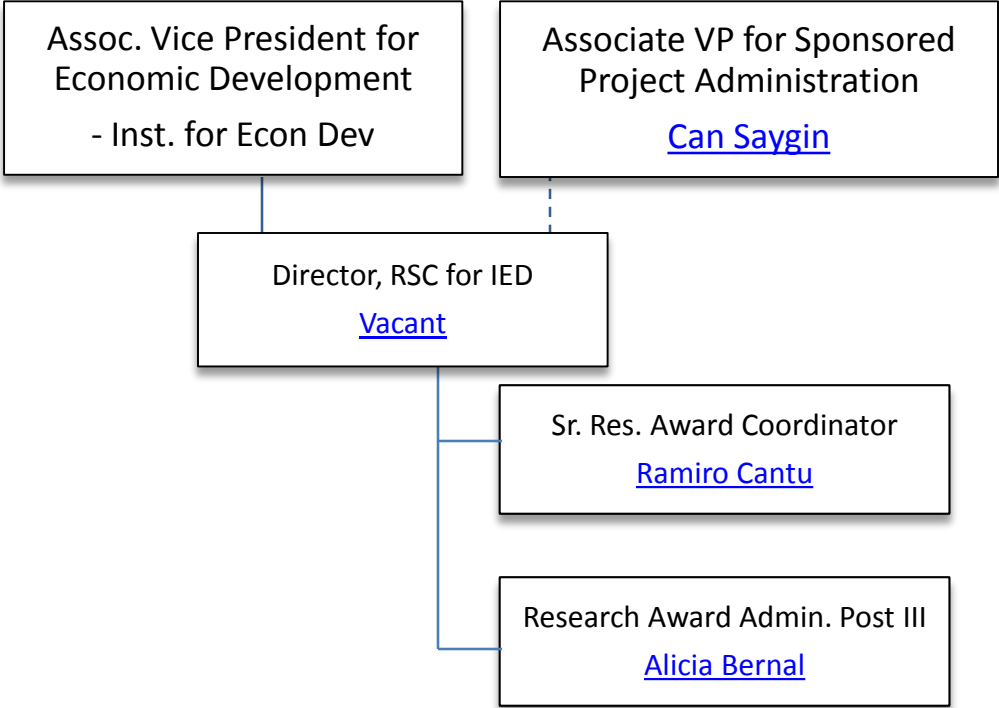 Assoc. Vice President for
Economic Development
- Inst. for Econ Dev
Associate VP for Sponsored
Project Administration
Can Saygin
Director, RSC for IED
Vacant
Sr. Res. Award Coordinator
Ramiro Cantu
Research Award Admin. Post III
Alicia Bernal